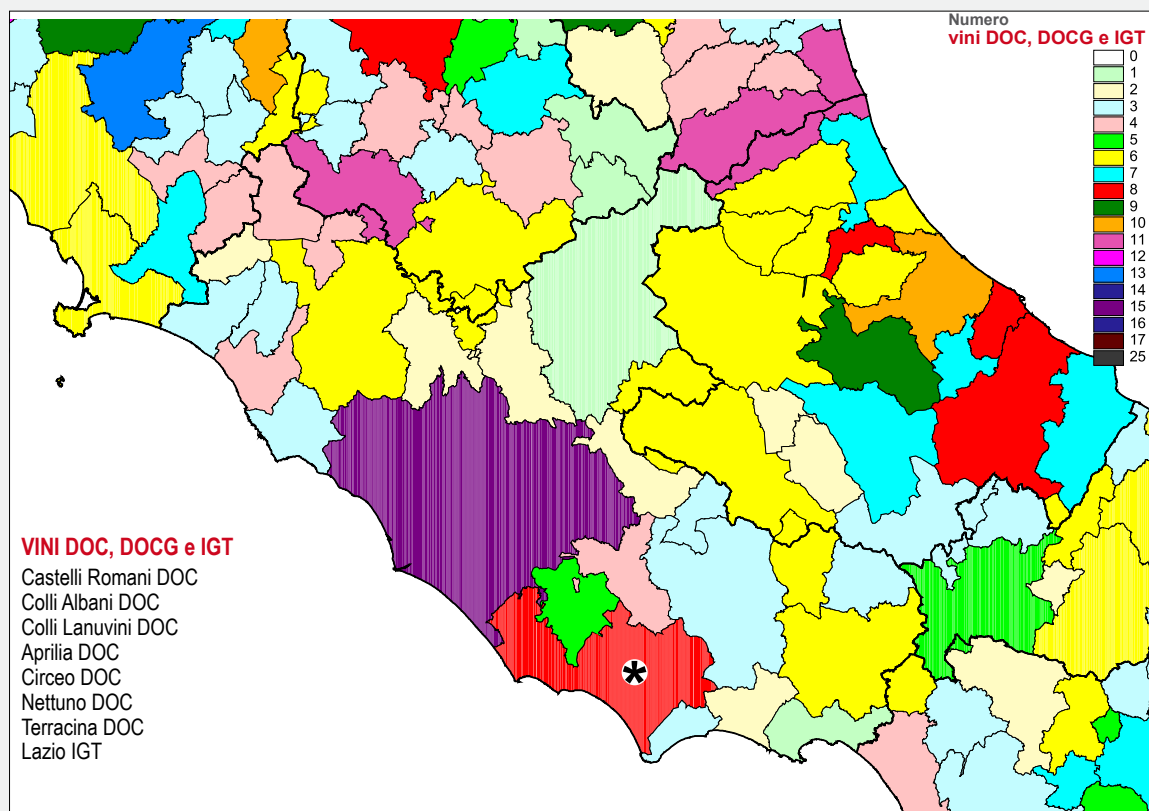 Numero
vini DOC, DOCG e IGT
0
1
2
3
4
5
6
7
8
9
10
11
12
13
14
15
16
17
25
VINI DOC, DOCG e IGT
Castelli Romani DOC
Colli Albani DOC
Colli Lanuvini DOC
Aprilia DOC
Circeo DOC
Nettuno DOC
Terracina DOC
Lazio IGT
*